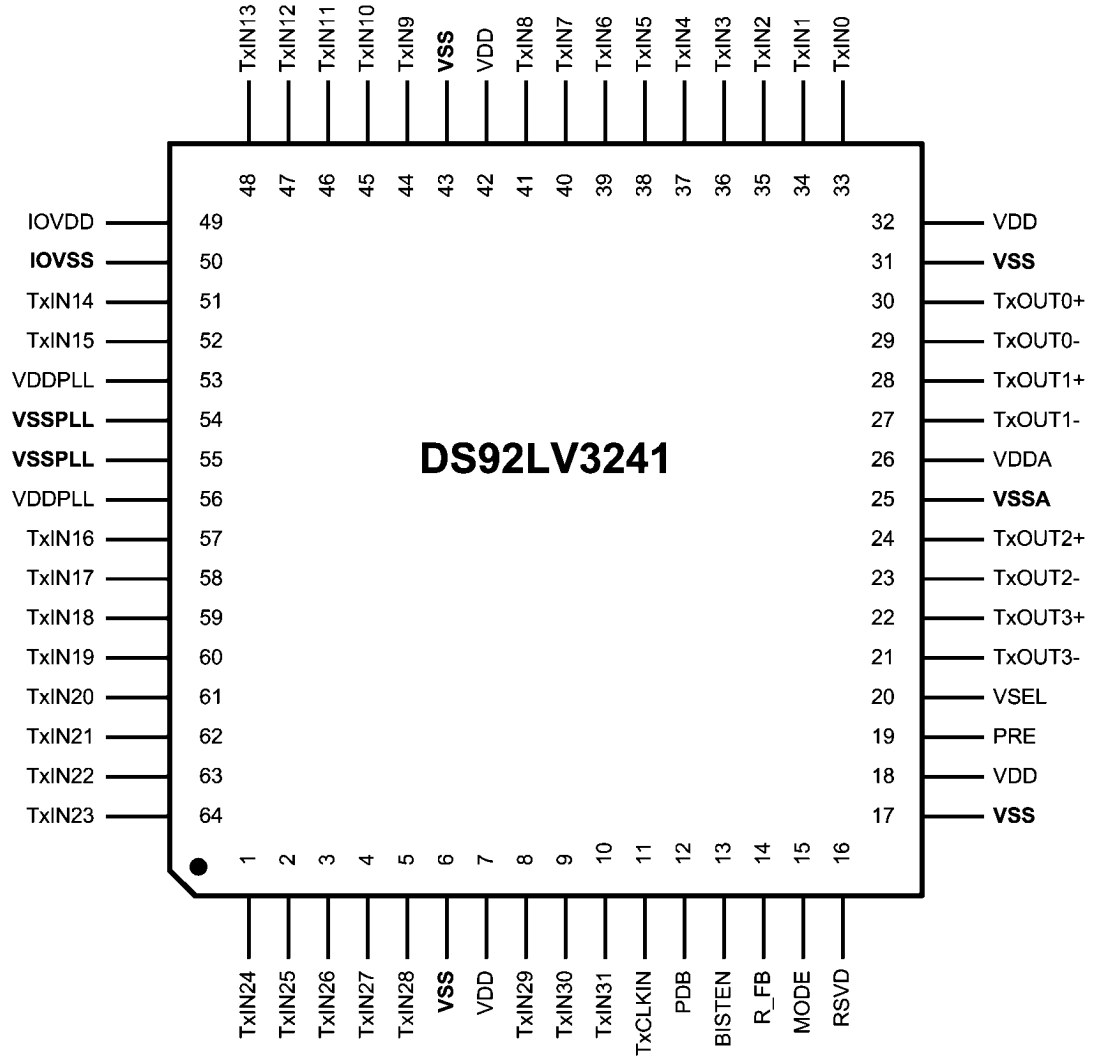 TxIN13 TxIN12 TxIN11 TxIN10 TxIN9 VSS VDD TxIN8 TxIN7 TxIN6 TxIN5 TxIN4 TxIN3 TxIN2 TxIN1 TxIN0
48 47 46 45 44 43 42 41 40 39 38 37 36 35 34 33
IOVDD 49 32 VDD
IOVSS 50 31 VSS
TxIN14 51 30 TxOUT0+
TxIN15 52 29 TxOUT0-
VDDPLL 53 28 TxOUT1+
VSSPLL 54 27 TxOUT1-
DS92LV3241
VSSPLL 55 26 VDDA
VDDPLL 56 25 VSSA
TxIN16 57 24 TxOUT2+
TxIN17 58 23 TxOUT2-
TxIN18 59 22 TxOUT3+
TxIN19 60 21 TxOUT3-
TxIN20 61 20 VSEL
TxIN21 62 19 PRE
TxIN22 63 18 VDD
TxIN23 64 17 VSS
1 2 3 4 5 6 7 8 9 10 11 12 13 14 15 16
TxIN24 TxIN25 TxIN26 TxIN27 TxIN28 VSS VDD TxIN29 TxIN30 TxIN31 TxCLKIN PDB BISTEN R_FB MODE RSVD